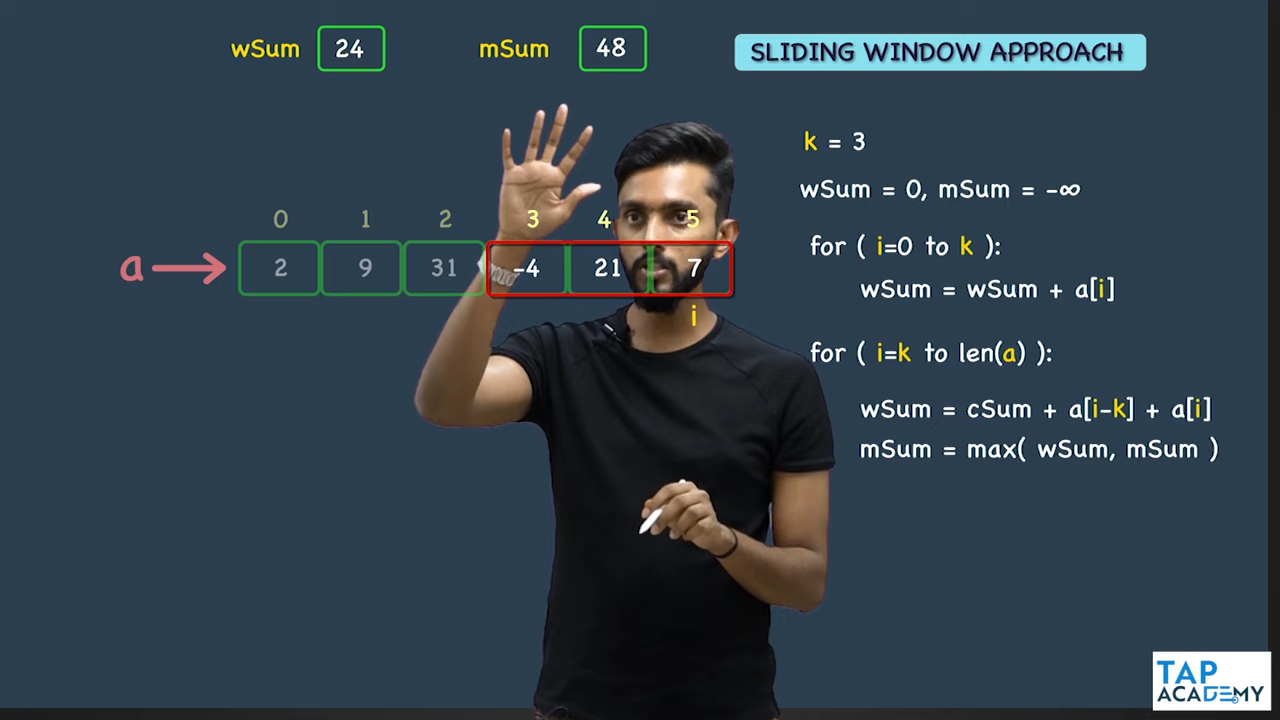 wSum 24 mSum 48
SLIDING WINDOW APPROACH
k = 3
wSum = 0, mSum = -∞
0 1 2 3 4 5
a → 2 9 31 -4 21 7
i
for ( i=0 to k ):
wSum = wSum + a[i]
for ( i=k to len(a) ):
wSum = cSum + a[i-k] + a[i]
mSum = max( wSum, mSum )
TAP
ACADEMY